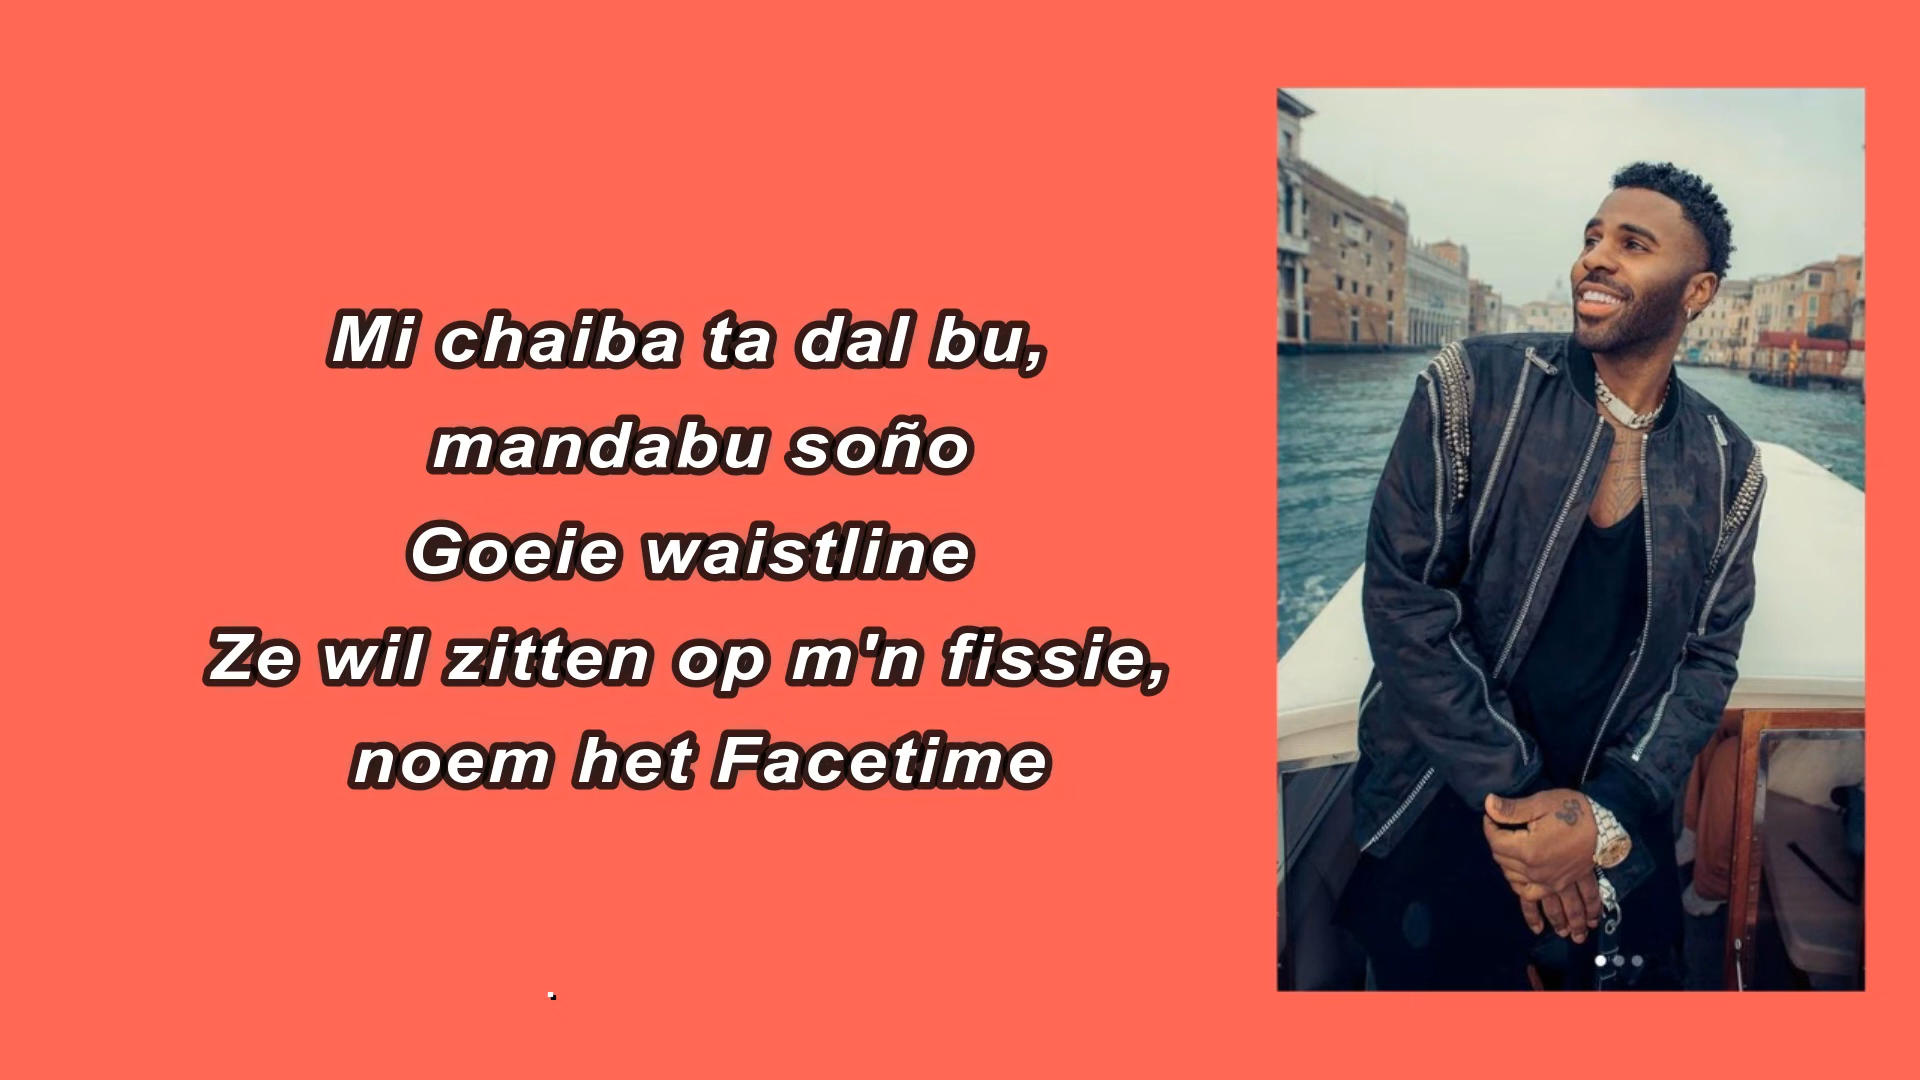 Mi chaiba ta dal bu,
mandabu soño
Goeie waistline
Ze wil zitten op m'n fissie,
noem het Facetime